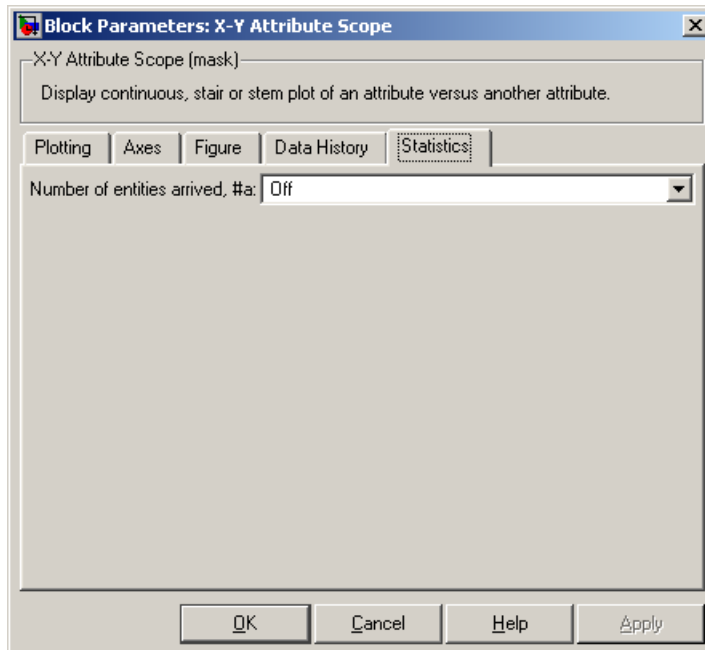 Block Parameters: X-Y Attribute Scope
X-Y Attribute Scope (mask)
Display continuous, stair or stem plot of an attribute versus another attribute.
Plotting Axes Figure Data History Statistics
Number of entities arrived, #a: Off
OK Cancel Help Apply